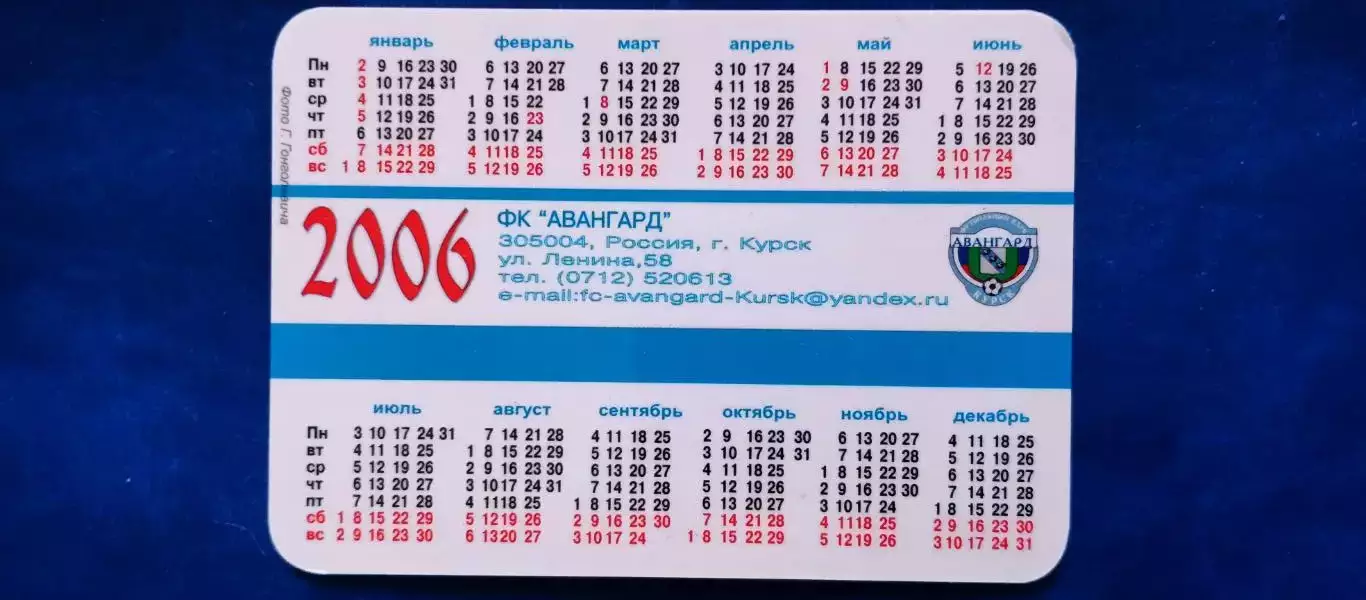 январь февраль март апрель май июнь
Пн 2 9 16 23 30 6 13 20 27 6 13 20 27 3 10 17 24 1 8 15 22 29 5 12 19 26
вт 3 10 17 24 31 7 14 21 28 7 14 21 28 4 11 18 25 2 9 16 23 30 6 13 20 27
ср 4 11 18 25 1 8 15 22 1 8 15 22 29 5 12 19 26 3 10 17 24 31 7 14 21 28
чт 5 12 19 26 2 9 16 23 2 9 16 23 30 6 13 20 27 4 11 18 25 1 8 15 22 29
пт 6 13 20 27 3 10 17 24 3 10 17 24 31 7 14 21 28 5 12 19 26 2 9 16 23 30
сб 7 14 21 28 4 11 18 25 4 11 18 25 1 8 15 22 29 6 13 20 27 3 10 17 24
вс 1 8 15 22 29 5 12 19 26 5 12 19 26 2 9 16 23 30 7 14 21 28 4 11 18 25
Фото Г. Гонгалевича
2006
ФК "АВАНГАРД"
305004, Россия, г. Курск
ул. Ленина,58
тел. (0712) 520613
e-mail:fc-avangard-Kursk@yandex.ru
АВАНГАРД
КУРСК
июль август сентябрь октябрь ноябрь декабрь
Пн 3 10 17 24 31 7 14 21 28 4 11 18 25 2 9 16 23 30 6 13 20 27 4 11 18 25
вт 4 11 18 25 1 8 15 22 29 5 12 19 26 3 10 17 24 31 7 14 21 28 5 12 19 26
ср 5 12 19 26 2 9 16 23 30 6 13 20 27 4 11 18 25 1 8 15 22 29 6 13 20 27
чт 6 13 20 27 3 10 17 24 31 7 14 21 28 5 12 19 26 2 9 16 23 30 7 14 21 28
пт 7 14 21 28 4 11 18 25 1 8 15 22 29 6 13 20 27 3 10 17 24 1 8 15 22 29
сб 1 8 15 22 29 5 12 19 26 2 9 16 23 30 7 14 21 28 4 11 18 25 2 9 16 23 30
вс 2 9 16 23 30 6 13 20 27 3 10 17 24 1 8 15 22 29 5 12 19 26 3 10 17 24 31